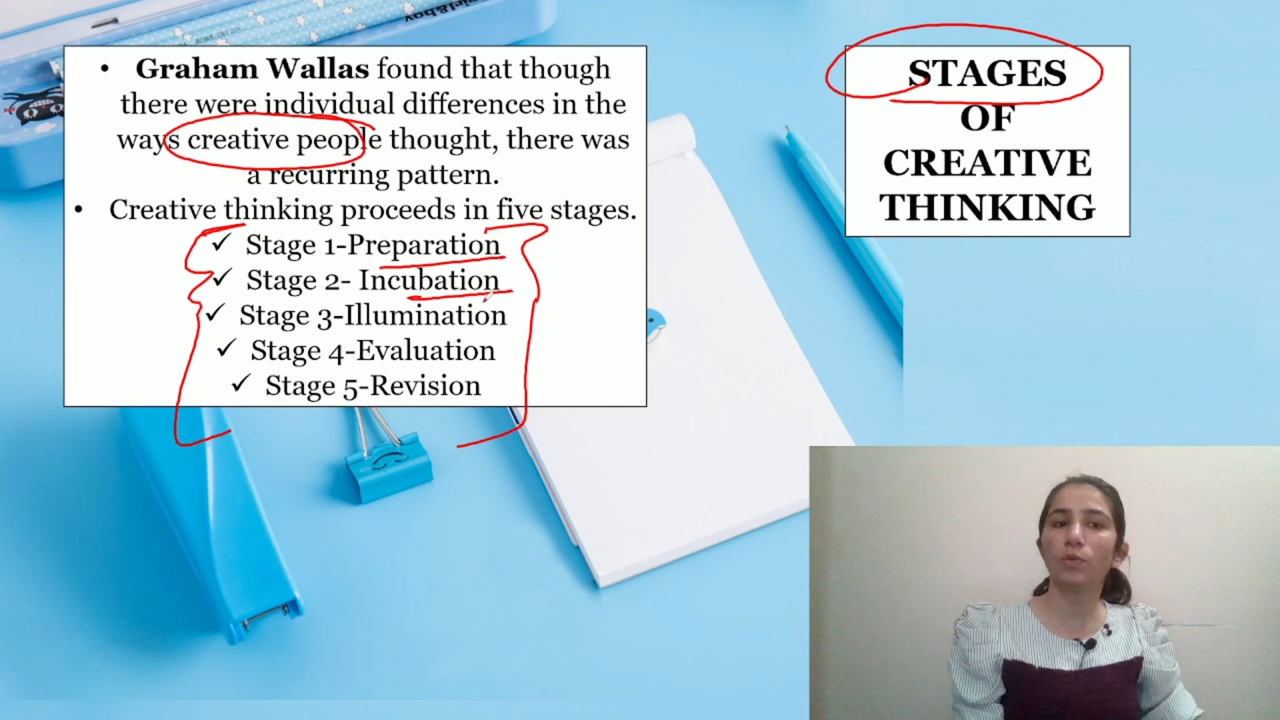 girl&boy
• Graham Wallas found that though
there were individual differences in the
ways creative people thought, there was
a recurring pattern.
• Creative thinking proceeds in five stages.
✓ Stage 1-Preparation
✓ Stage 2- Incubation
✓ Stage 3-Illumination
✓ Stage 4-Evaluation
✓ Stage 5-Revision
STAGES
OF
CREATIVE
THINKING